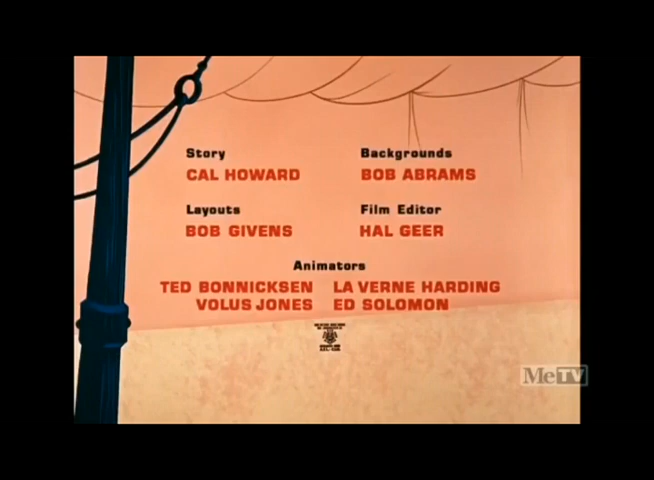 Story
CAL HOWARD
Backgrounds
BOB ABRAMS
Layouts
BOB GIVENS
Film Editor
HAL GEER
Animators
TED BONNICKSEN LA VERNE HARDING
VOLUS JONES ED SOLOMON
MeTV